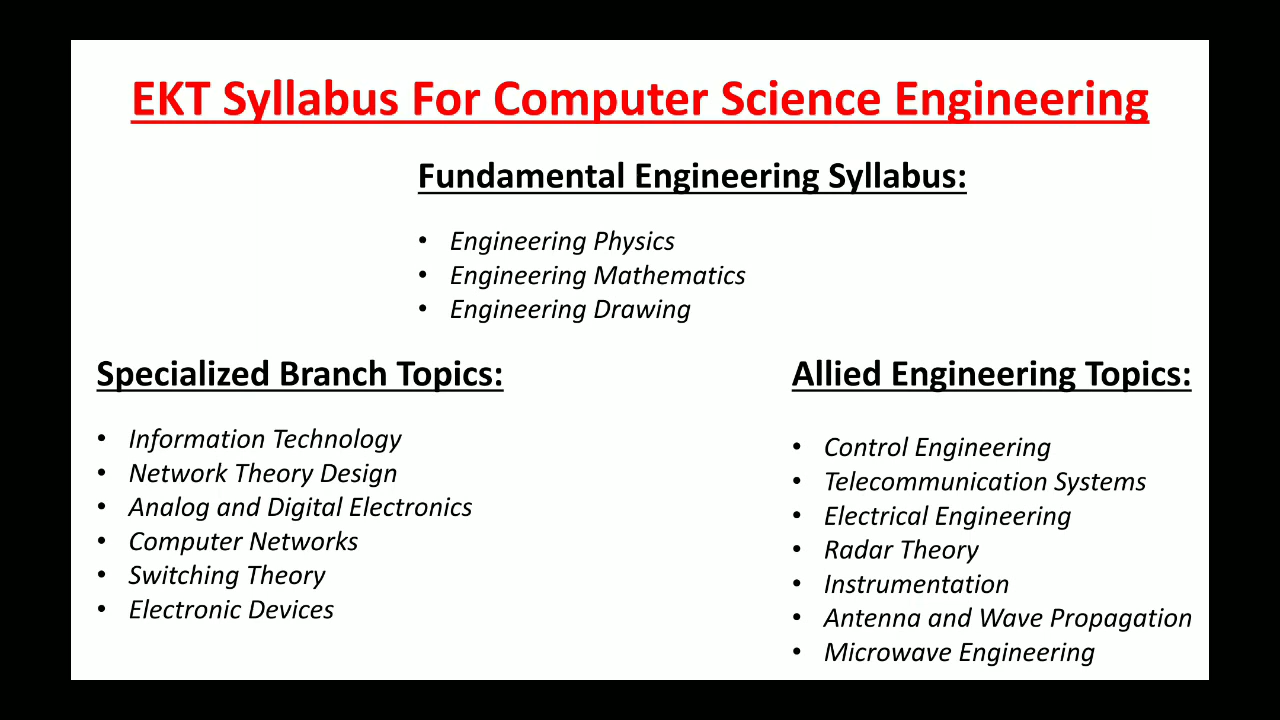 EKT Syllabus For Computer Science Engineering
Fundamental Engineering Syllabus:
• Engineering Physics
• Engineering Mathematics
• Engineering Drawing
Specialized Branch Topics:
• Information Technology
• Network Theory Design
• Analog and Digital Electronics
• Computer Networks
• Switching Theory
• Electronic Devices
Allied Engineering Topics:
• Control Engineering
• Telecommunication Systems
• Electrical Engineering
• Radar Theory
• Instrumentation
• Antenna and Wave Propagation
• Microwave Engineering